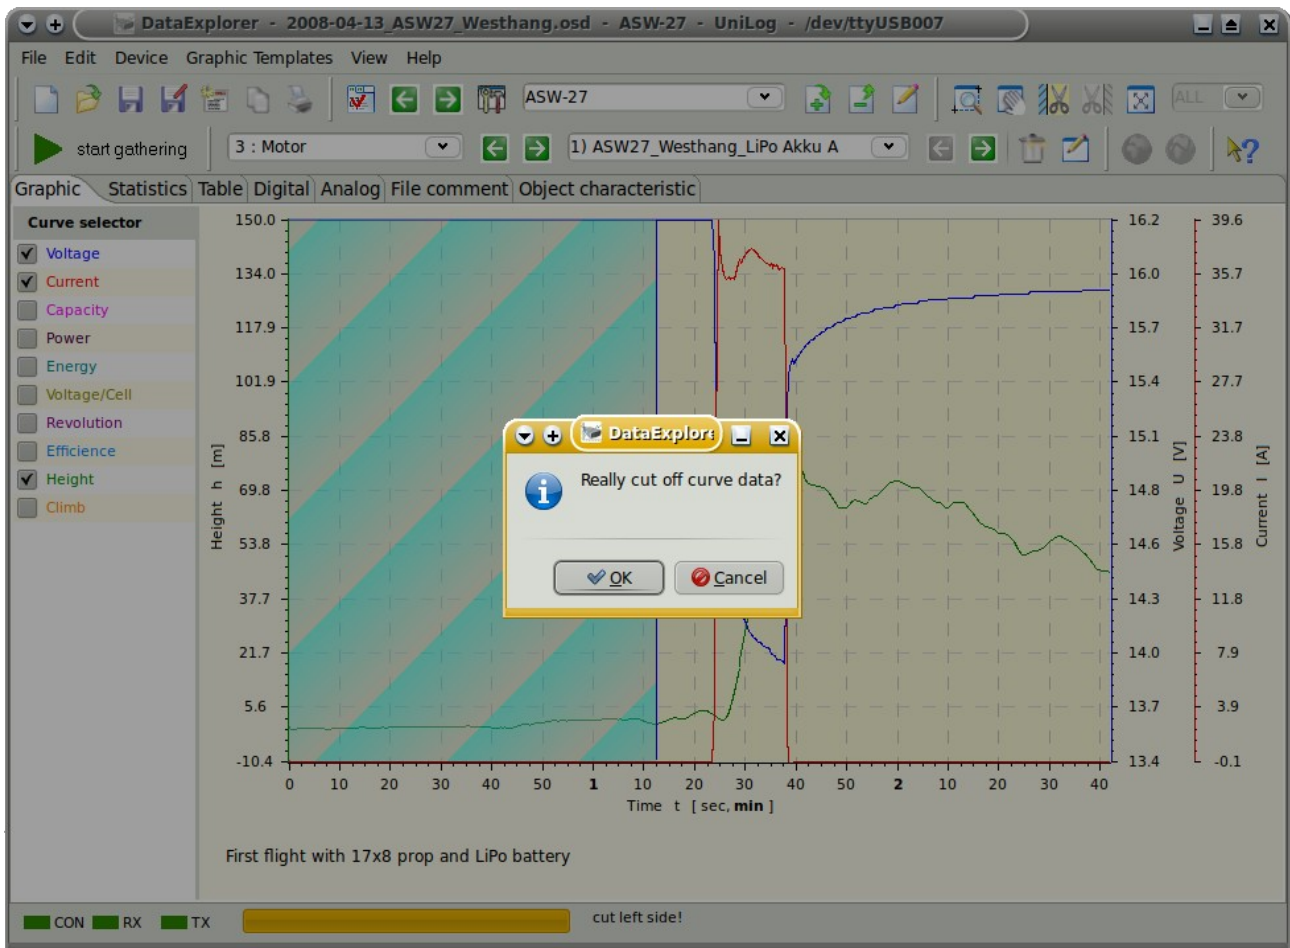 DataExplorer - 2008-04-13_ASW27_Westhang.osd - ASW-27 - UniLog - /dev/ttyUSB007
File Edit Device Graphic Templates View Help
ASW-27
ALL
start gathering
3 : Motor
1) ASW27_Westhang_LiPo Akku A
Graphic Statistics Table Digital Analog File comment Object characteristic
Curve selector
Voltage
Current
Capacity
Power
Energy
Voltage/Cell
Revolution
Efficience
Height
Climb
Height h [m]
150.0
134.0
117.9
101.9
85.8
69.8
53.8
37.7
21.7
5.6
-10.4
DataExplore
Really cut off curve data?
OK
Cancel
16.2
16.0
15.7
15.4
15.1
14.8
14.6
14.3
14.0
13.7
13.4
Voltage U [V]
39.6
35.7
31.7
27.7
23.8
19.8
15.8
11.8
7.9
3.9
-0.1
Current I [A]
0 10 20 30 40 50 1 10 20 30 40 50 2 10 20 30 40
Time t [ sec, min ]
First flight with 17x8 prop and LiPo battery
CON RX TX
cut left side!